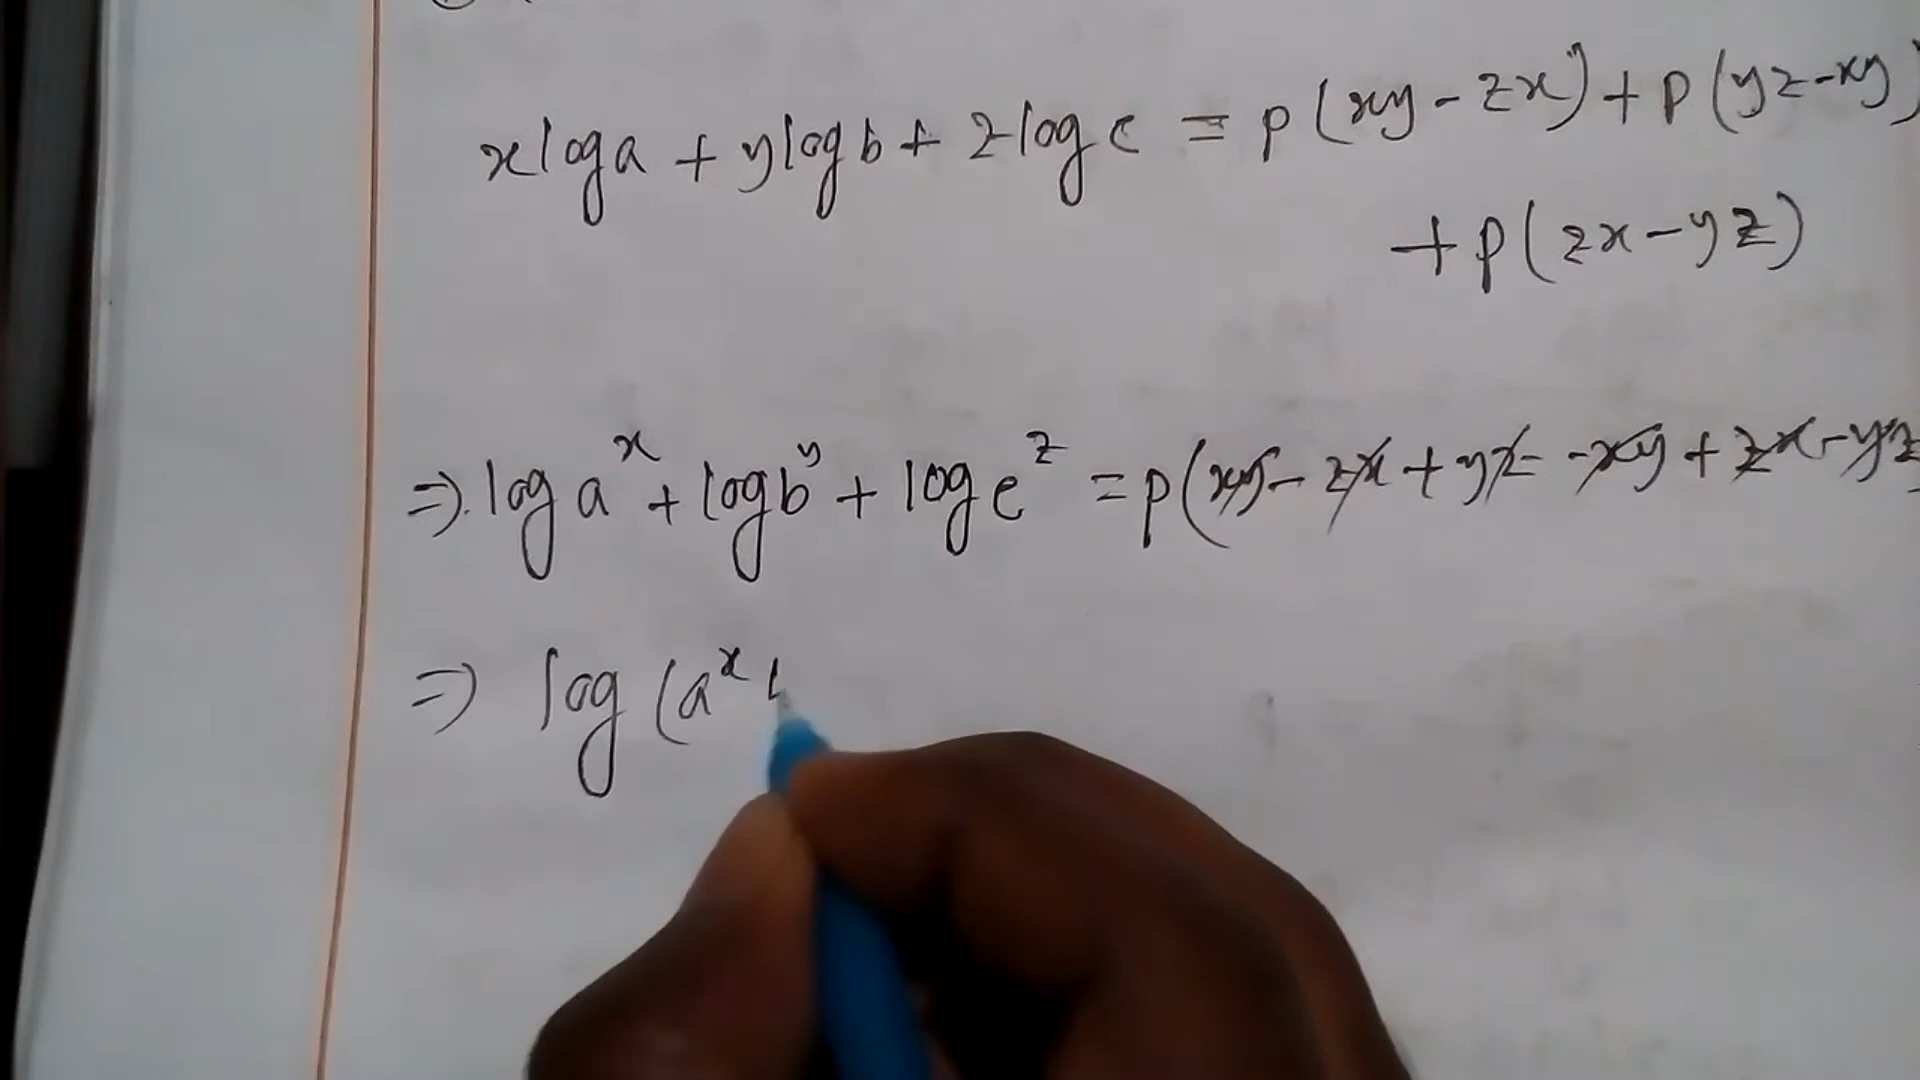 x log a + y log b + z log c = p (xy - zx) + p (yz - xy)
+ p (zx - yz)
⇒ log a^x + log b^y + log c^z = p (xy - zx + yz - xy + zx - yz
⇒ log (a^x